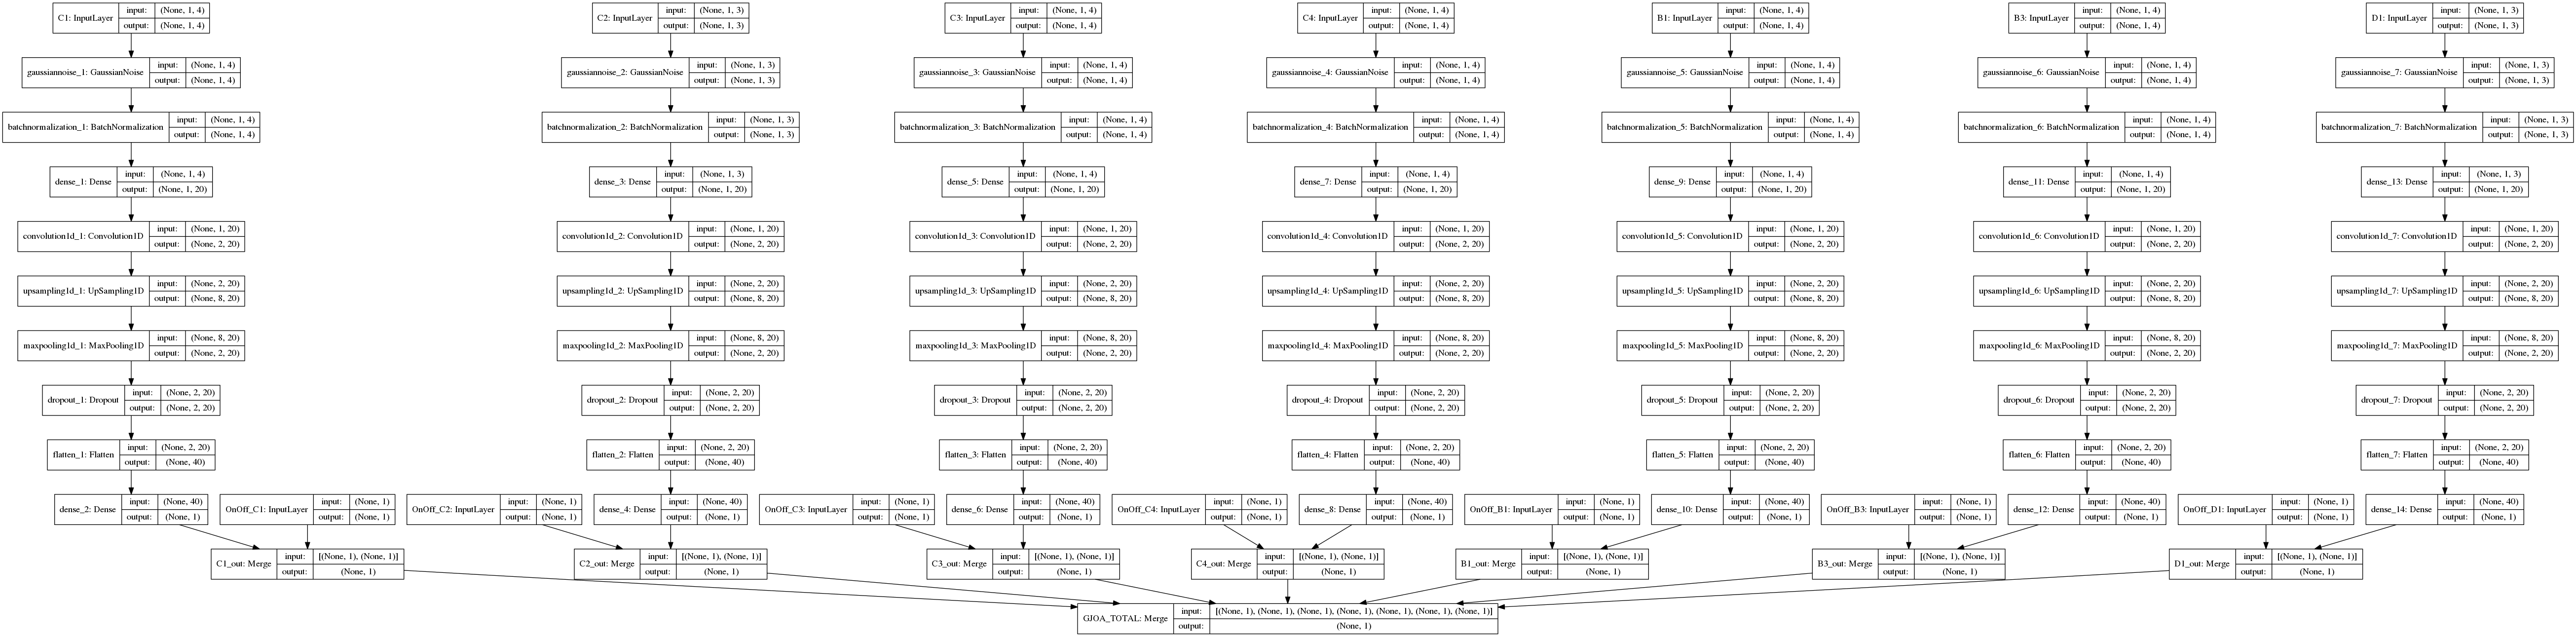 C1: InputLayer input: (None, 1, 4) output: (None, 1, 4)
C2: InputLayer input: (None, 1, 3) output: (None, 1, 3)
C3: InputLayer input: (None, 1, 4) output: (None, 1, 4)
C4: InputLayer input: (None, 1, 4) output: (None, 1, 4)
B1: InputLayer input: (None, 1, 4) output: (None, 1, 4)
B3: InputLayer input: (None, 1, 4) output: (None, 1, 4)
D1: InputLayer input: (None, 1, 3) output: (None, 1, 3)
gaussiannoise_1: GaussianNoise input: (None, 1, 4) output: (None, 1, 4)
gaussiannoise_2: GaussianNoise input: (None, 1, 3) output: (None, 1, 3)
gaussiannoise_3: GaussianNoise input: (None, 1, 4) output: (None, 1, 4)
gaussiannoise_4: GaussianNoise input: (None, 1, 4) output: (None, 1, 4)
gaussiannoise_5: GaussianNoise input: (None, 1, 4) output: (None, 1, 4)
gaussiannoise_6: GaussianNoise input: (None, 1, 4) output: (None, 1, 4)
gaussiannoise_7: GaussianNoise input: (None, 1, 3) output: (None, 1, 3)
batchnormalization_1: BatchNormalization input: (None, 1, 4) output: (None, 1, 4)
batchnormalization_2: BatchNormalization input: (None, 1, 3) output: (None, 1, 3)
batchnormalization_3: BatchNormalization input: (None, 1, 4) output: (None, 1, 4)
batchnormalization_4: BatchNormalization input: (None, 1, 4) output: (None, 1, 4)
batchnormalization_5: BatchNormalization input: (None, 1, 4) output: (None, 1, 4)
batchnormalization_6: BatchNormalization input: (None, 1, 4) output: (None, 1, 4)
batchnormalization_7: BatchNormalization input: (None, 1, 3) output: (None, 1, 3)
dense_1: Dense input: (None, 1, 4) output: (None, 1, 20)
dense_3: Dense input: (None, 1, 3) output: (None, 1, 20)
dense_5: Dense input: (None, 1, 4) output: (None, 1, 20)
dense_7: Dense input: (None, 1, 4) output: (None, 1, 20)
dense_9: Dense input: (None, 1, 4) output: (None, 1, 20)
dense_11: Dense input: (None, 1, 4) output: (None, 1, 20)
dense_13: Dense input: (None, 1, 3) output: (None, 1, 20)
convolution1d_1: Convolution1D input: (None, 1, 20) output: (None, 2, 20)
convolution1d_2: Convolution1D input: (None, 1, 20) output: (None, 2, 20)
convolution1d_3: Convolution1D input: (None, 1, 20) output: (None, 2, 20)
convolution1d_4: Convolution1D input: (None, 1, 20) output: (None, 2, 20)
convolution1d_5: Convolution1D input: (None, 1, 20) output: (None, 2, 20)
convolution1d_6: Convolution1D input: (None, 1, 20) output: (None, 2, 20)
convolution1d_7: Convolution1D input: (None, 1, 20) output: (None, 2, 20)
upsampling1d_1: UpSampling1D input: (None, 2, 20) output: (None, 8, 20)
upsampling1d_2: UpSampling1D input: (None, 2, 20) output: (None, 8, 20)
upsampling1d_3: UpSampling1D input: (None, 2, 20) output: (None, 8, 20)
upsampling1d_4: UpSampling1D input: (None, 2, 20) output: (None, 8, 20)
upsampling1d_5: UpSampling1D input: (None, 2, 20) output: (None, 8, 20)
upsampling1d_6: UpSampling1D input: (None, 2, 20) output: (None, 8, 20)
upsampling1d_7: UpSampling1D input: (None, 2, 20) output: (None, 8, 20)
maxpooling1d_1: MaxPooling1D input: (None, 8, 20) output: (None, 2, 20)
maxpooling1d_2: MaxPooling1D input: (None, 8, 20) output: (None, 2, 20)
maxpooling1d_3: MaxPooling1D input: (None, 8, 20) output: (None, 2, 20)
maxpooling1d_4: MaxPooling1D input: (None, 8, 20) output: (None, 2, 20)
maxpooling1d_5: MaxPooling1D input: (None, 8, 20) output: (None, 2, 20)
maxpooling1d_6: MaxPooling1D input: (None, 8, 20) output: (None, 2, 20)
maxpooling1d_7: MaxPooling1D input: (None, 8, 20) output: (None, 2, 20)
dropout_1: Dropout input: (None, 2, 20) output: (None, 2, 20)
dropout_2: Dropout input: (None, 2, 20) output: (None, 2, 20)
dropout_3: Dropout input: (None, 2, 20) output: (None, 2, 20)
dropout_4: Dropout input: (None, 2, 20) output: (None, 2, 20)
dropout_5: Dropout input: (None, 2, 20) output: (None, 2, 20)
dropout_6: Dropout input: (None, 2, 20) output: (None, 2, 20)
dropout_7: Dropout input: (None, 2, 20) output: (None, 2, 20)
flatten_1: Flatten input: (None, 2, 20) output: (None, 40)
flatten_2: Flatten input: (None, 2, 20) output: (None, 40)
flatten_3: Flatten input: (None, 2, 20) output: (None, 40)
flatten_4: Flatten input: (None, 2, 20) output: (None, 40)
flatten_5: Flatten input: (None, 2, 20) output: (None, 40)
flatten_6: Flatten input: (None, 2, 20) output: (None, 40)
flatten_7: Flatten input: (None, 2, 20) output: (None, 40)
dense_2: Dense input: (None, 40) output: (None, 1)
OnOff_C1: InputLayer input: (None, 1) output: (None, 1)
OnOff_C2: InputLayer input: (None, 1) output: (None, 1)
dense_4: Dense input: (None, 40) output: (None, 1)
OnOff_C3: InputLayer input: (None, 1) output: (None, 1)
dense_6: Dense input: (None, 40) output: (None, 1)
OnOff_C4: InputLayer input: (None, 1) output: (None, 1)
dense_8: Dense input: (None, 40) output: (None, 1)
OnOff_B1: InputLayer input: (None, 1) output: (None, 1)
dense_10: Dense input: (None, 40) output: (None, 1)
OnOff_B3: InputLayer input: (None, 1) output: (None, 1)
dense_12: Dense input: (None, 40) output: (None, 1)
OnOff_D1: InputLayer input: (None, 1) output: (None, 1)
dense_14: Dense input: (None, 40) output: (None, 1)
C1_out: Merge input: [(None, 1), (None, 1)] output: (None, 1)
C2_out: Merge input: [(None, 1), (None, 1)] output: (None, 1)
C3_out: Merge input: [(None, 1), (None, 1)] output: (None, 1)
C4_out: Merge input: [(None, 1), (None, 1)] output: (None, 1)
B1_out: Merge input: [(None, 1), (None, 1)] output: (None, 1)
B3_out: Merge input: [(None, 1), (None, 1)] output: (None, 1)
D1_out: Merge input: [(None, 1), (None, 1)] output: (None, 1)
GJOA_TOTAL: Merge input: [(None, 1), (None, 1), (None, 1), (None, 1), (None, 1), (None, 1), (None, 1)] output: (None, 1)